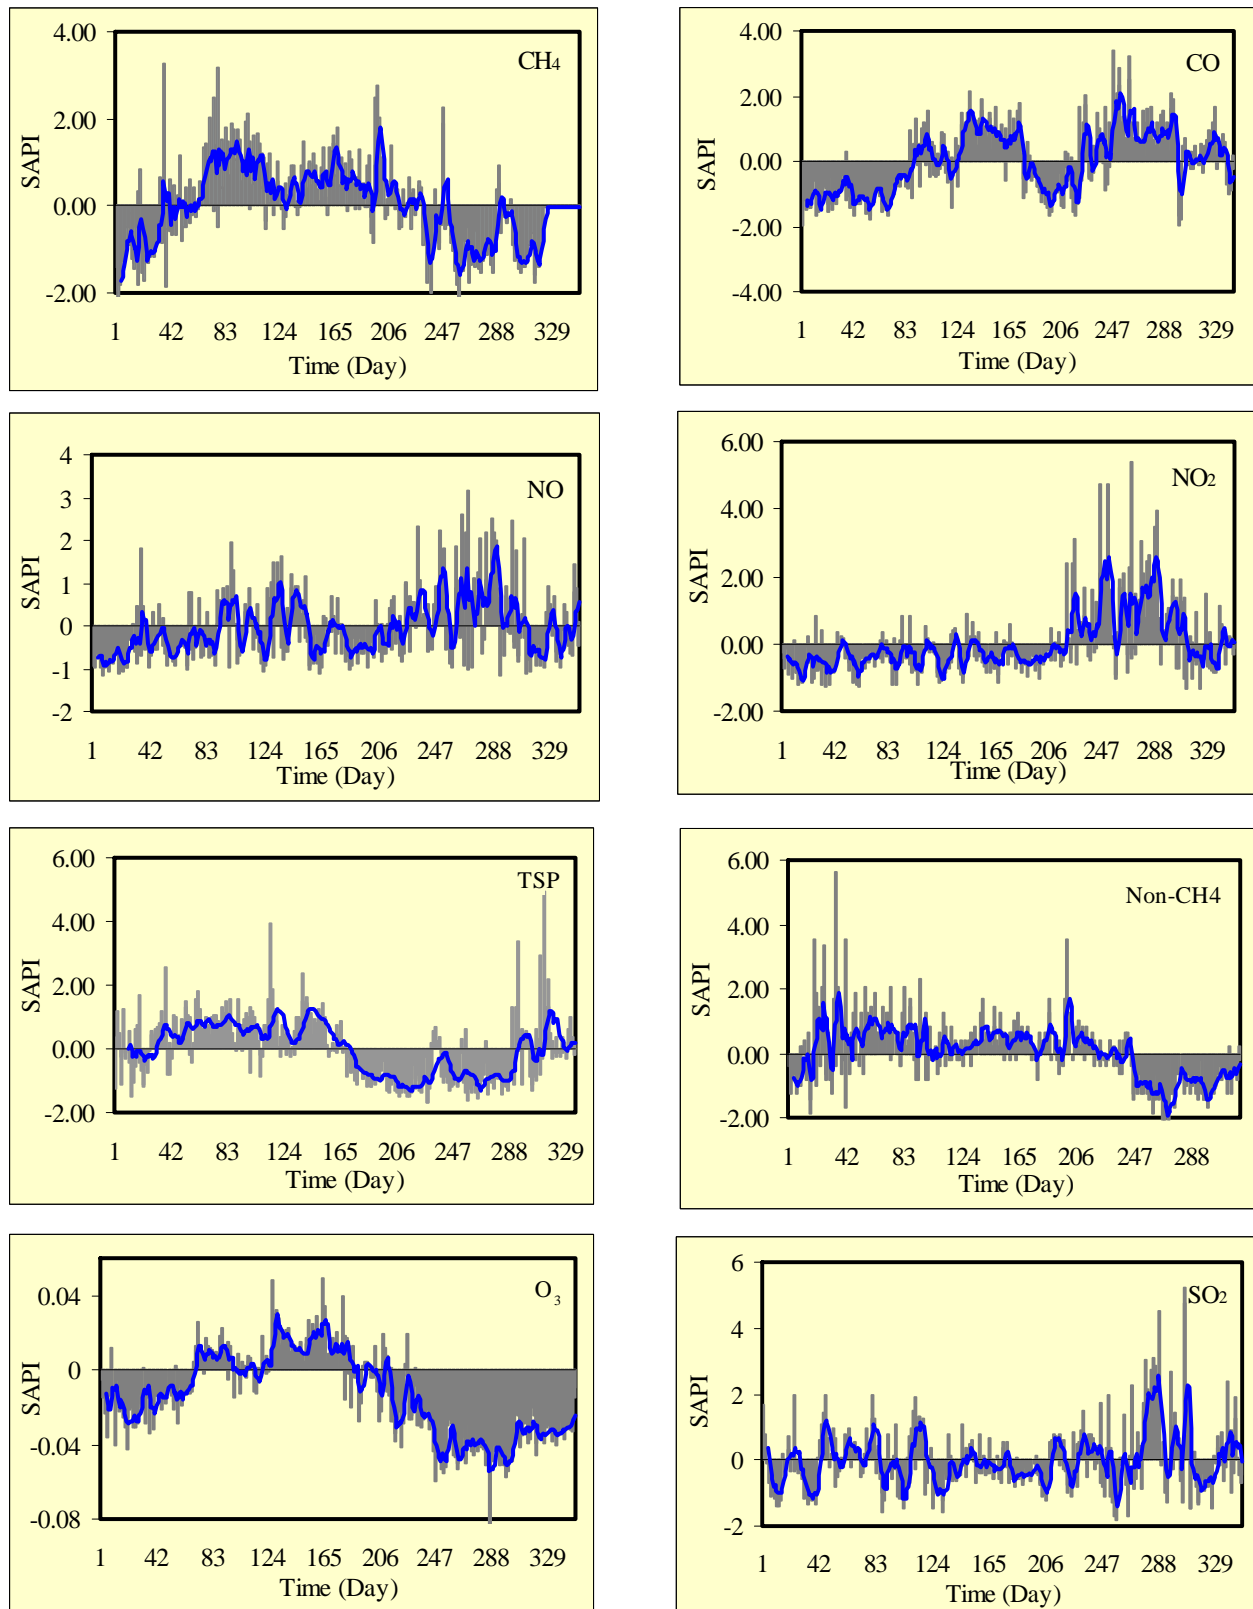 4.00
CH4
2.00
0.00
-2.00
SAPI
1 42 83 124 165 206 247 288 329
Time (Day)
4.00
CO
2.00
0.00
-2.00
-4.00
SAPI
1 42 83 124 165 206 247 288 329
Time (Day)
4
NO
3
2
1
0
-1
-2
SAPI
1 42 83 124 165 206 247 288 329
Time (Day)
6.00
NO2
4.00
2.00
0.00
-2.00
SAPI
1 42 83 124 165 206 247 288 329
Time (Day)
6.00
TSP
4.00
2.00
0.00
-2.00
SAPI
1 42 83 124 165 206 247 288 329
Time (Day)
6.00
Non-CH4
4.00
2.00
0.00
-2.00
SAPI
1 42 83 124 165 206 247 288
Time (Day)
O3
0.04
0
-0.04
-0.08
SAPI
1 42 83 124 165 206 247 288 329
Time (Day)
6
SO2
4
2
0
-2
SAPI
1 42 83 124 165 206 247 288 329
Time (Day)